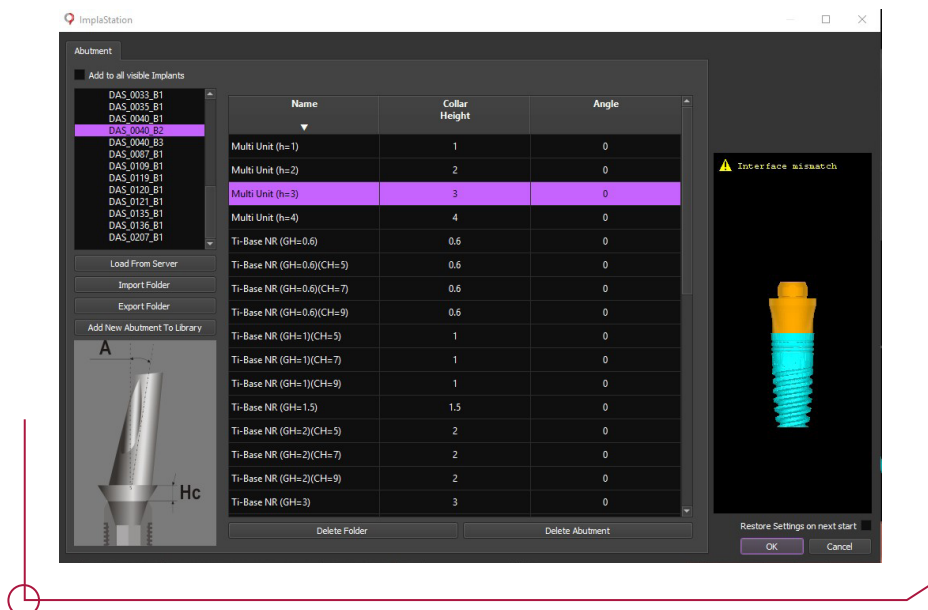 ImplaStation
Abutment
Add to all visible Implants
DAS_0033_B1
DAS_0035_B1
DAS_0040_B1
DAS_0040_B2
DAS_0040_B3
DAS_0087_B1
DAS_0109_B1
DAS_0119_B1
DAS_0120_B1
DAS_0121_B1
DAS_0135_B1
DAS_0136_B1
DAS_0207_B1
Load From Server
Import Folder
Export Folder
Add New Abutment To Library
A
Hc
Name Collar Height Angle
Multi Unit (h=1) 1 0
Multi Unit (h=2) 2 0
Multi Unit (h=3) 3 0
Multi Unit (h=4) 4 0
Ti-Base NR (GH=0.6) 0.6 0
Ti-Base NR (GH=0.6)(CH=5) 0.6 0
Ti-Base NR (GH=0.6)(CH=7) 0.6 0
Ti-Base NR (GH=0.6)(CH=9) 0.6 0
Ti-Base NR (GH=1)(CH=5) 1 0
Ti-Base NR (GH=1)(CH=7) 1 0
Ti-Base NR (GH=1)(CH=9) 1 0
Ti-Base NR (GH=1.5) 1.5 0
Ti-Base NR (GH=2)(CH=5) 2 0
Ti-Base NR (GH=2)(CH=7) 2 0
Ti-Base NR (GH=2)(CH=9) 2 0
Ti-Base NR (GH=3) 3 0
Delete Folder Delete Abutment
Interface mismatch
Restore Settings on next start
OK Cancel